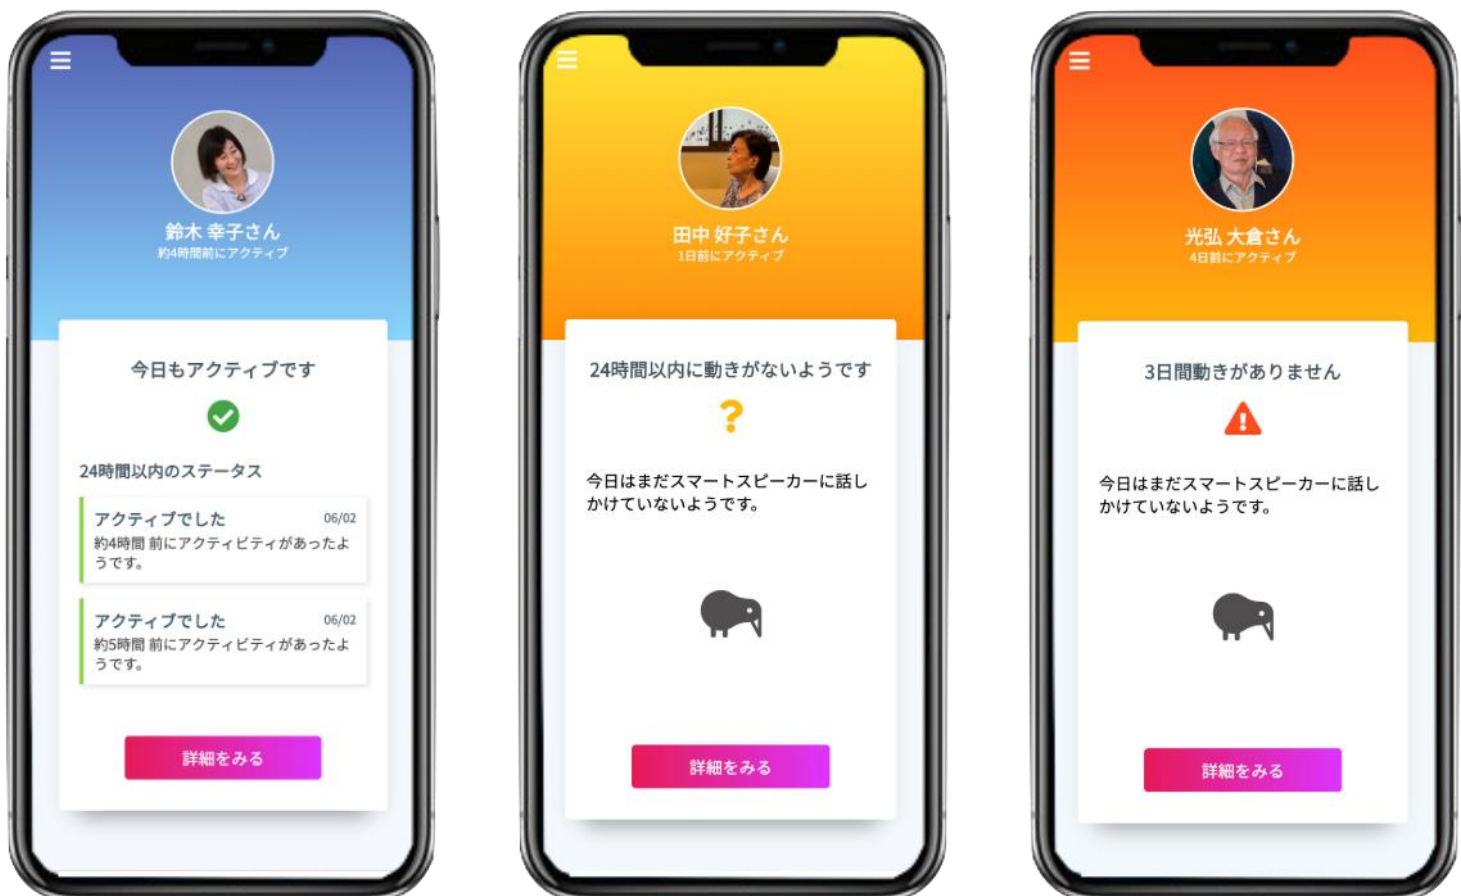 鈴木 幸子さん
約4時間前にアクティブ
今日もアクティブです
24時間以内のステータス
アクティブでした 06/02
約4時間 前にアクティビティがあったよ
うです。
アクティブでした 06/02
約5時間 前にアクティビティがあったよ
うです。
詳細をみる
田中 好子さん
1日前にアクティブ
24時間以内に動きがないようです
?
今日はまだスマートスピーカーに話し
かけていないようです。
詳細をみる
光弘 大倉さん
4日前にアクティブ
3日間動きがありません
今日はまだスマートスピーカーに話し
かけていないようです。
詳細をみる